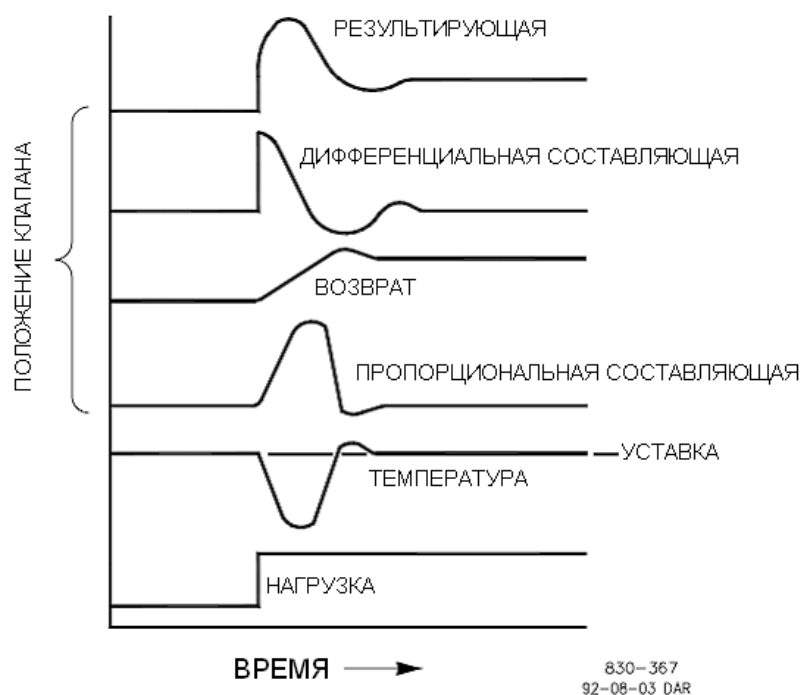 РЕЗУЛЬТИРУЮЩАЯ
ДИФФЕРЕНЦИАЛЬНАЯ СОСТАВЛЯЮЩАЯ
ПОЛОЖЕНИЕ КЛАПАНА
ВОЗВРАТ
ПРОПОРЦИОНАЛЬНАЯ СОСТАВЛЯЮЩАЯ
УСТАВКА
ТЕМПЕРАТУРА
НАГРУЗКА
ВРЕМЯ
830-367
92-08-03 DAR